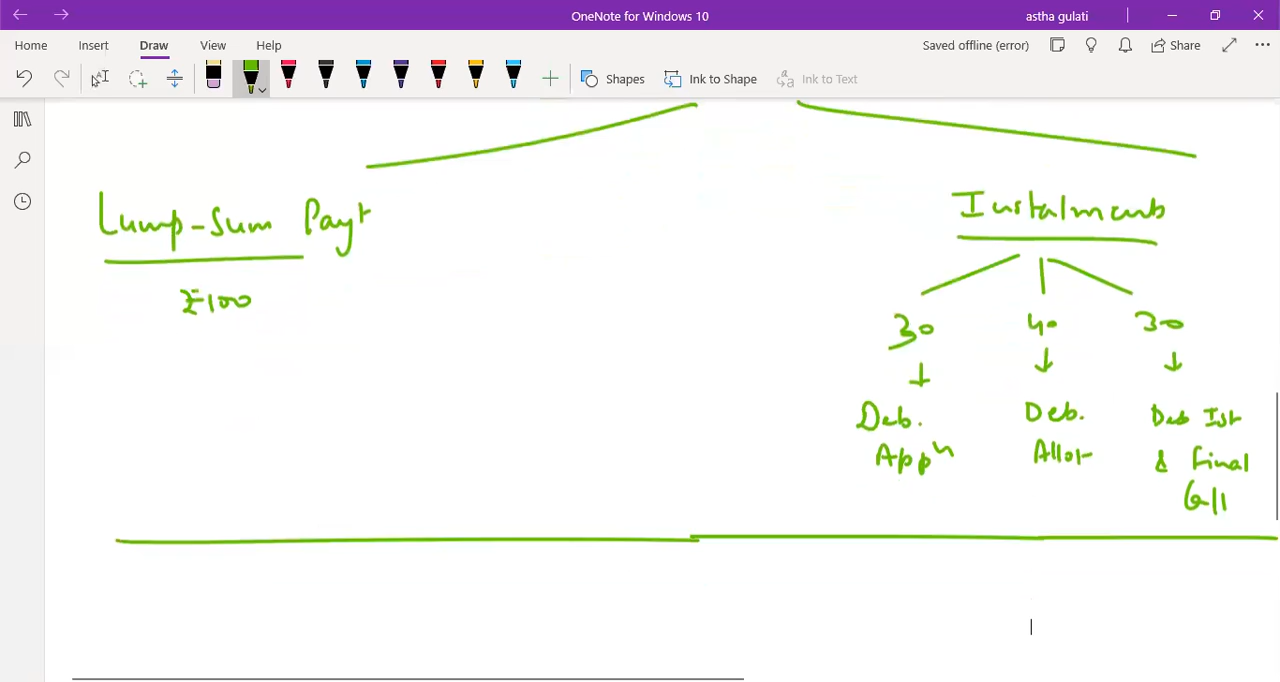 OneNote for Windows 10
astha gulati
Home Insert Draw View Help
Saved offline (error)
Share
Shapes
Ink to Shape
Ink to Text
Lump-Sum Payt
₹100
Instalments
30 40 30
Deb. Deb. Deb Ist
Appⁿ Allot & Final
Call